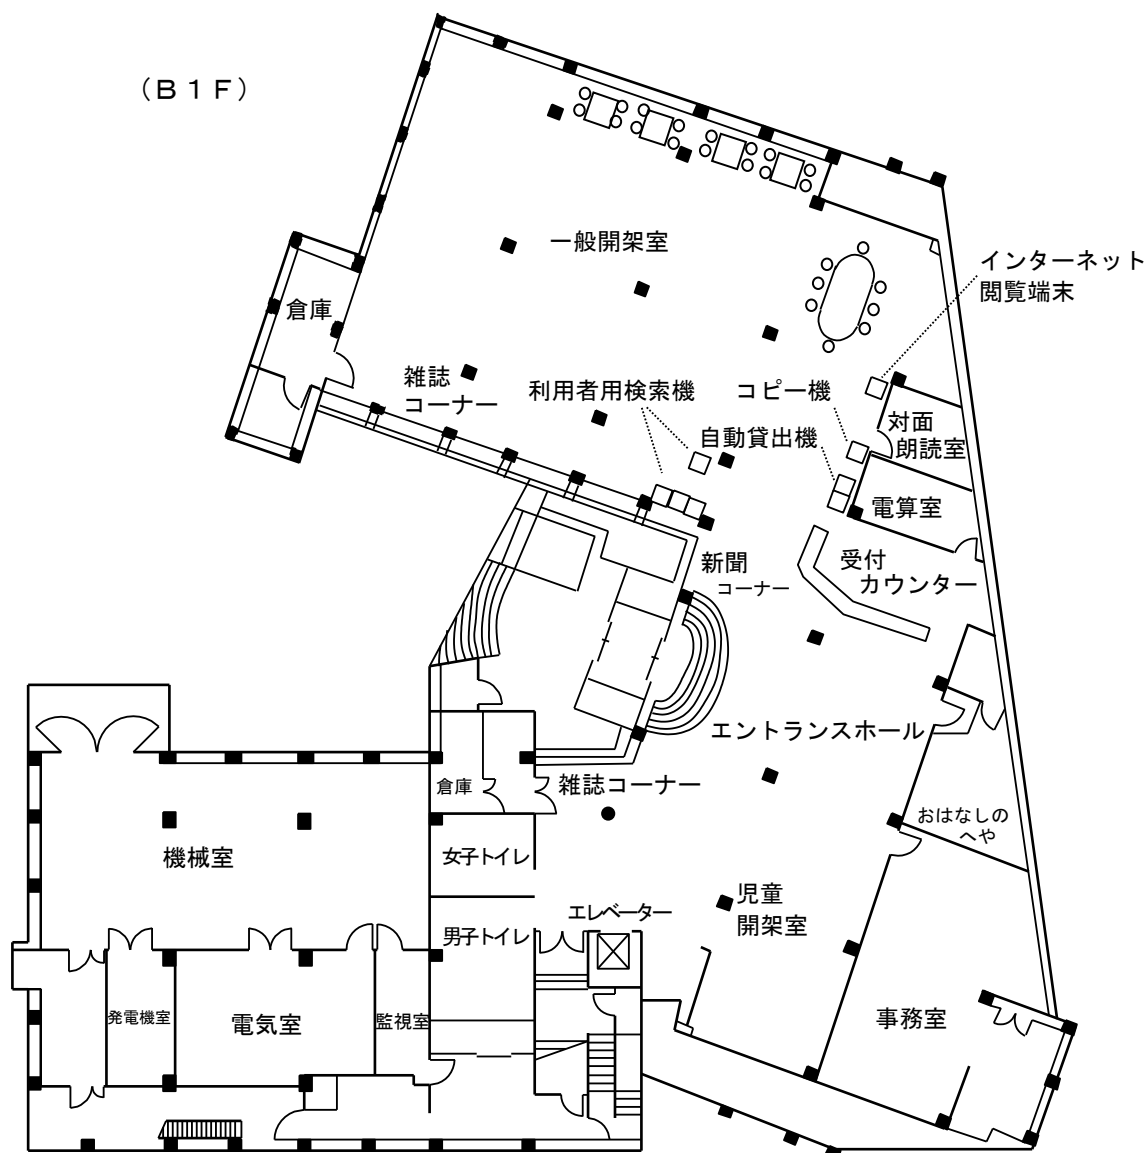 （Ｂ１Ｆ）
一般開架室
インターネット
閲覧端末
倉庫
雑誌
コーナー
利用者用検索機
コピー機
自動貸出機
対面
朗読室
電算室
新聞
コーナー
受付
カウンター
エントランスホール
倉庫
雑誌コーナー
おはなしの
へや
機械室
女子トイレ
児童
開架室
エレベーター
男子トイレ
発電機室
電気室
監視室
事務室